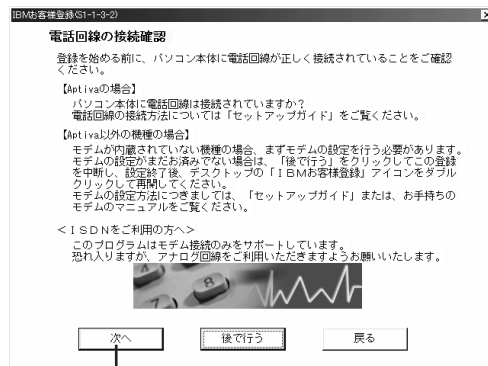 IBMお客様登録(S1-1-3-2)
電話回線の接続確認
登録を始める前に、パソコン本体に電話回線が正しく接続されていることをご確認
ください。
【Aptivaの場合】
パソコン本体に電話回線は接続されていますか?
電話回線の接続方法については「セットアップガイド」をご覧ください。
【Aptiva以外の機種の場合】
モデムが内蔵されていない機種の場合、まずモデムの設定を行う必要があります。
モデムの設定がまだお済みでない場合は、「後で行う」をクリックしてこの登録
を中断し、設定終了後、デスクトップの「IBMお客様登録」アイコンをダブル
クリックして再開してください。
モデムの設定方法につきましては、「セットアップガイド」または、お手持ちの
モデムのマニュアルをご覧ください。
<ISDNをご利用の方へ>
このプログラムはモデム接続のみをサポートしています。
恐れ入りますが、アナログ回線をご利用いただきますようお願いいたします。
4 7 8
次へ 後で行う 戻る